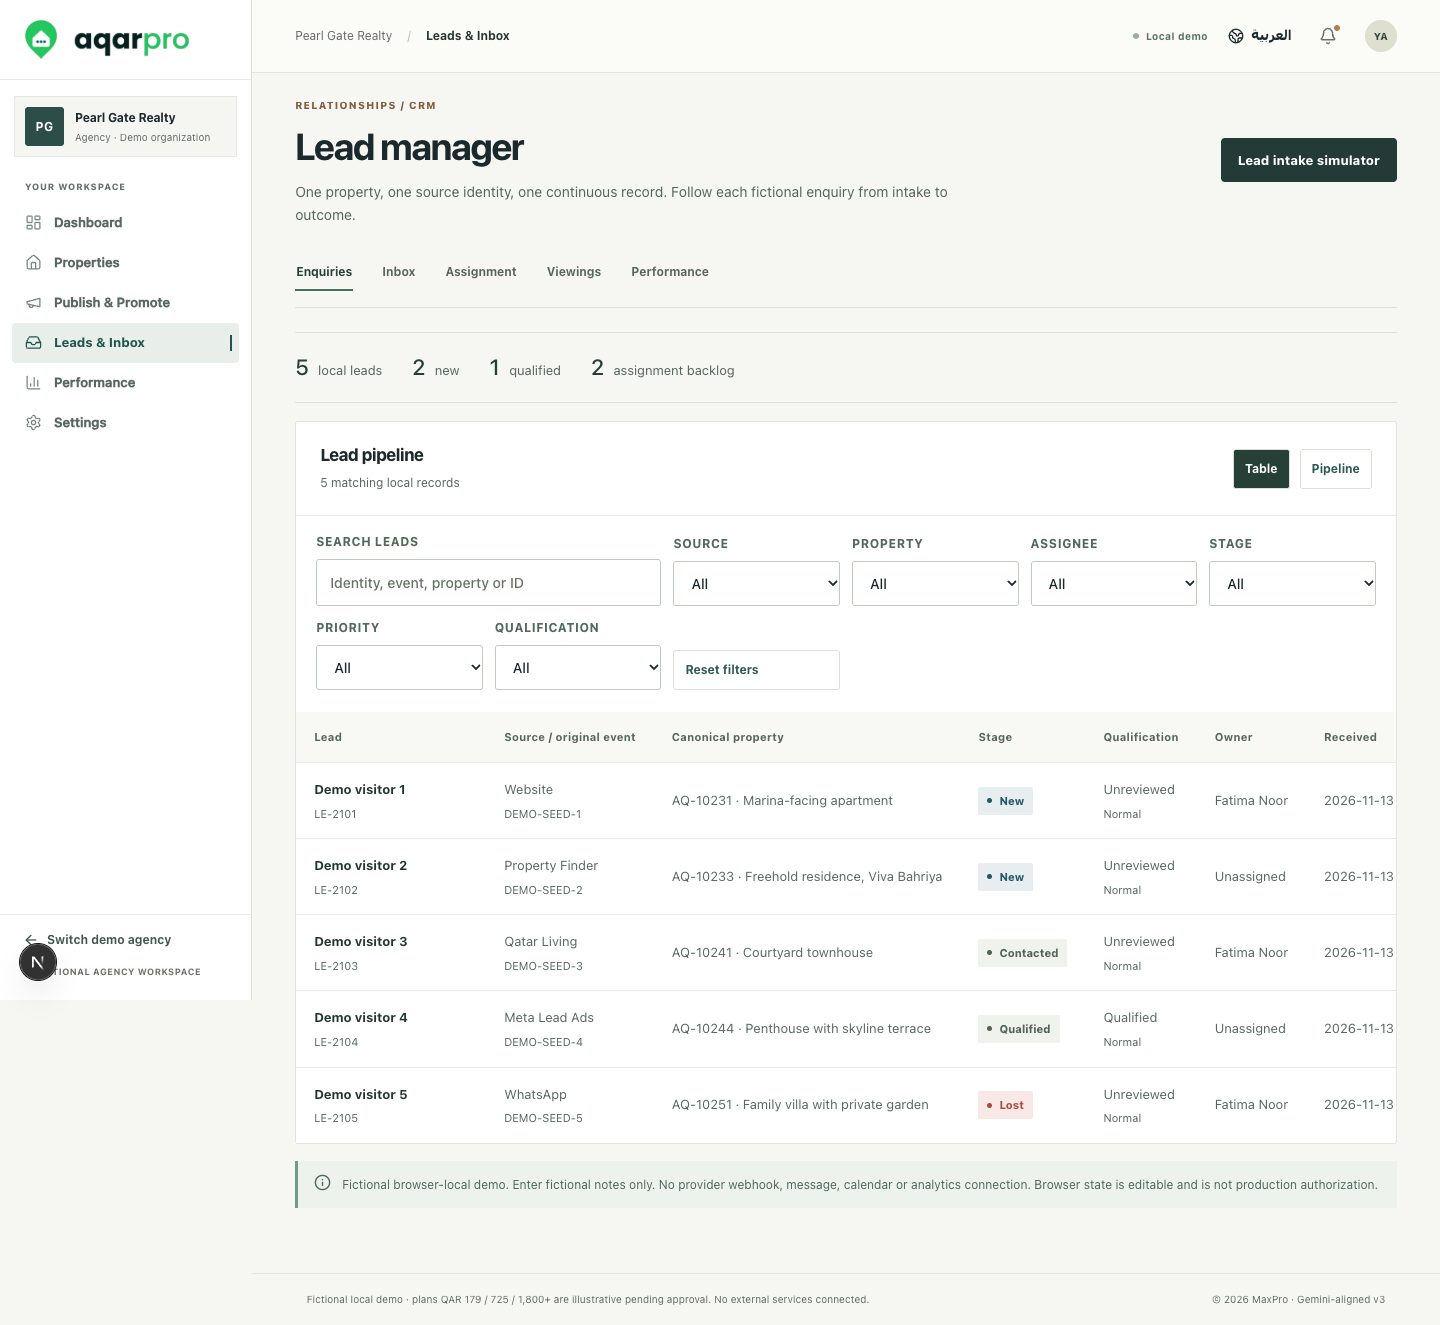 aqarpro
PG
Pearl Gate Realty
Agency · Demo organization
YOUR WORKSPACE
Dashboard
Properties
Publish & Promote
Leads & Inbox
Performance
Settings
Switch demo agency
TIONAL AGENCY WORKSPACE
N
Pearl Gate Realty / Leads & Inbox
Local demo
العربية
YA
RELATIONSHIPS / CRM
Lead manager
One property, one source identity, one continuous record. Follow each fictional enquiry from intake to
outcome.
Lead intake simulator
Enquiries Inbox Assignment Viewings Performance
5 local leads 2 new 1 qualified 2 assignment backlog
Lead pipeline
5 matching local records
Table Pipeline
SEARCH LEADS SOURCE PROPERTY ASSIGNEE STAGE
Identity, event, property or ID All All All All
PRIORITY QUALIFICATION
All All Reset filters
Lead Source / original event Canonical property Stage Qualification Owner Received
Demo visitor 1 Website AQ-10231 · Marina-facing apartment New Unreviewed Fatima Noor 2026-11-13
LE-2101 DEMO-SEED-1 Normal
Demo visitor 2 Property Finder AQ-10233 · Freehold residence, Viva Bahriya New Unreviewed Unassigned 2026-11-13
LE-2102 DEMO-SEED-2 Normal
Demo visitor 3 Qatar Living AQ-10241 · Courtyard townhouse Contacted Unreviewed Fatima Noor 2026-11-13
LE-2103 DEMO-SEED-3 Normal
Demo visitor 4 Meta Lead Ads AQ-10244 · Penthouse with skyline terrace Qualified Qualified Unassigned 2026-11-13
LE-2104 DEMO-SEED-4 Normal
Demo visitor 5 WhatsApp AQ-10251 · Family villa with private garden Lost Unreviewed Fatima Noor 2026-11-13
LE-2105 DEMO-SEED-5 Normal
Fictional browser-local demo. Enter fictional notes only. No provider webhook, message, calendar or analytics connection. Browser state is editable and is not production authorization.
Fictional local demo · plans QAR 179 / 725 / 1,800+ are illustrative pending approval. No external services connected.
© 2026 MaxPro · Gemini-aligned v3